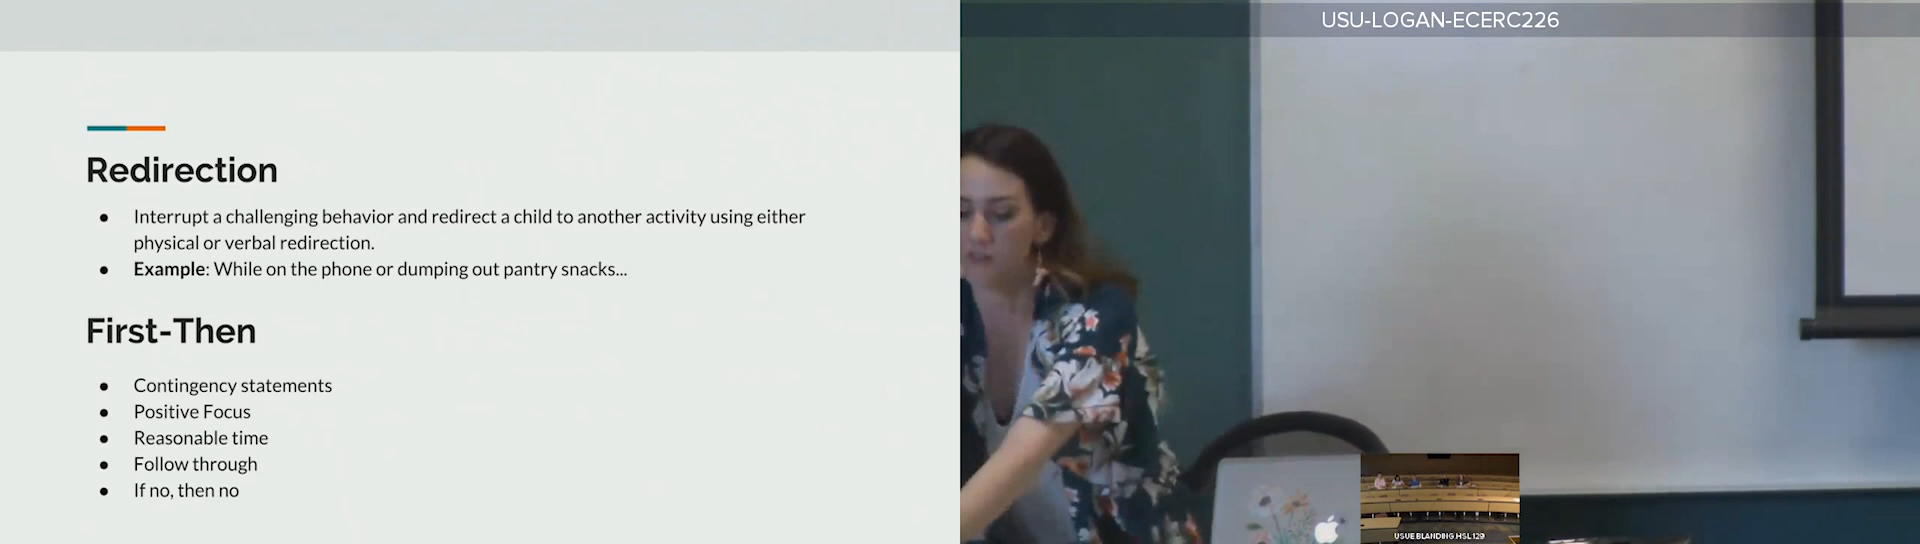 Redirection
● Interrupt a challenging behavior and redirect a child to another activity using either
physical or verbal redirection.
● Example: While on the phone or dumping out pantry snacks...
First-Then
● Contingency statements
● Positive Focus
● Reasonable time
● Follow through
● If no, then no
USU-LOGAN-ECERC226
USUE BLANDING HSL 129